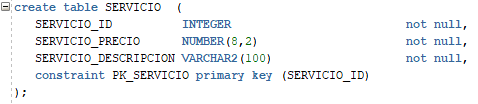 create table SERVICIO (
SERVICIO_ID INTEGER not null,
SERVICIO_PRECIO NUMBER(8,2) not null,
SERVICIO_DESCRIPCION VARCHAR2(100) not null,
constraint PK_SERVICIO primary key (SERVICIO_ID)
);